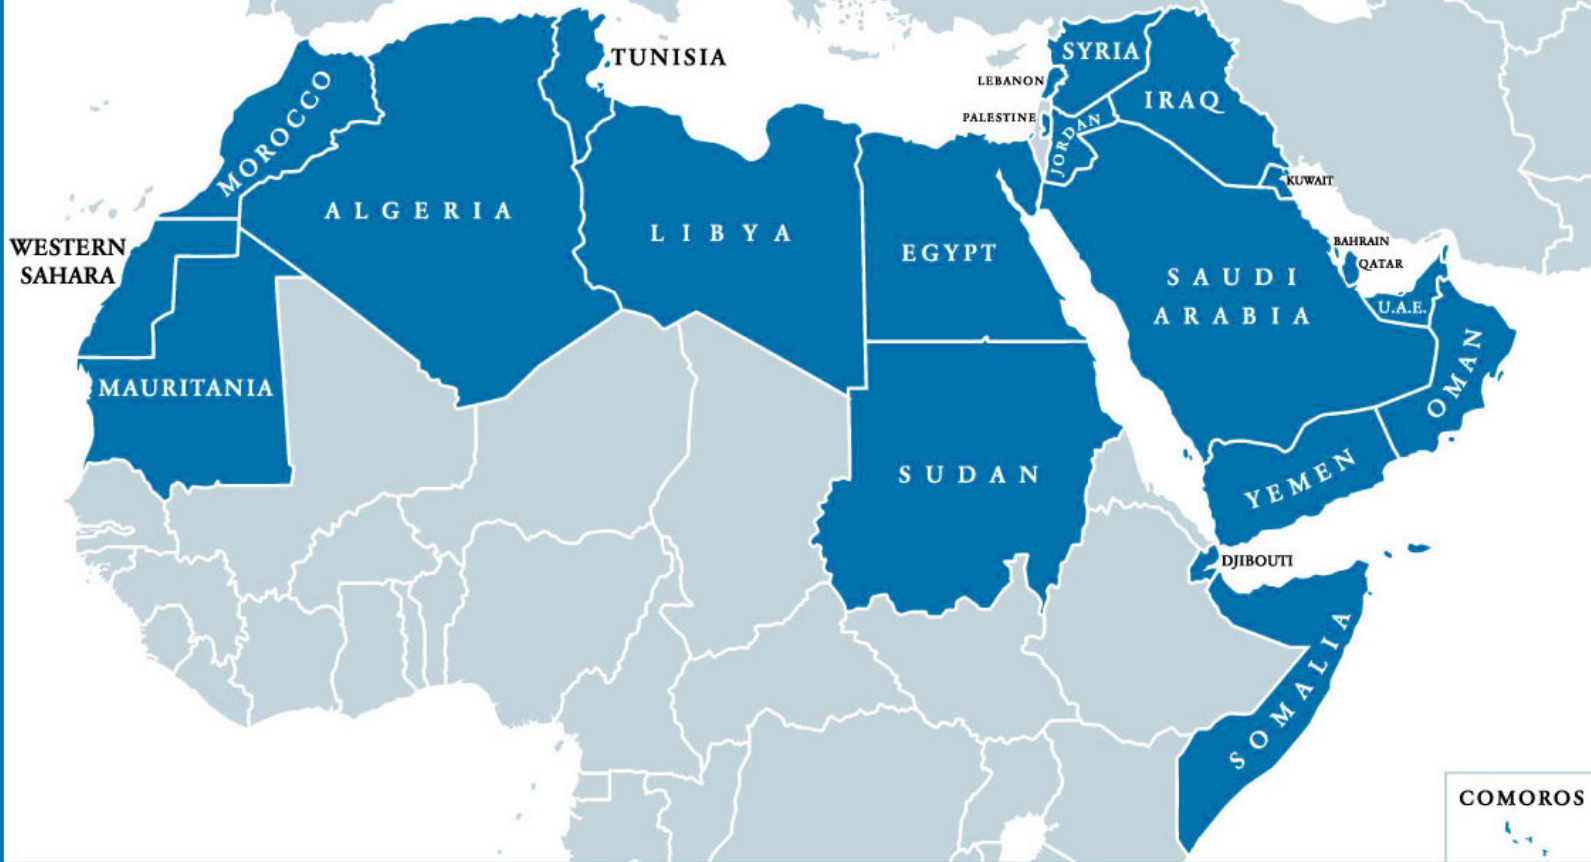 TUNISIA
SYRIA
LEBANON
IRAQ
PALESTINE
JORDAN
MOROCCO
KUWAIT
ALGERIA
LIBYA
EGYPT
BAHRAIN
QATAR
WESTERN
SAHARA
SAUDI
ARABIA
U.A.E.
OMAN
MAURITANIA
SUDAN
YEMEN
DJIBOUTI
SOMALIA
COMOROS